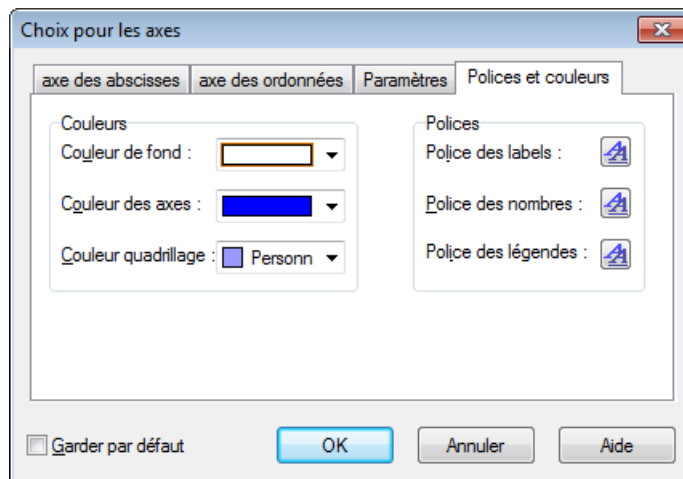 Choix pour les axes
axe des abscisses
axe des ordonnées
Paramètres
Polices et couleurs
Couleurs
Couleur de fond :
Couleur des axes :
Couleur quadrillage :
Personn
Polices
Police des labels :
Police des nombres :
Police des légendes :
Garder par défaut
OK
Annuler
Aide